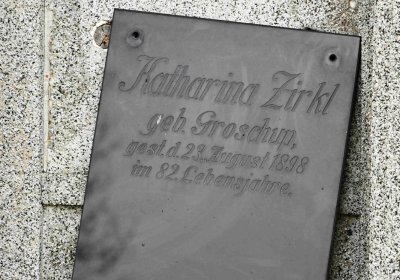 Katharina Zirkl
geb. Groschup,
gest. d. 23. August 1898
im 82. Lebensjahre.